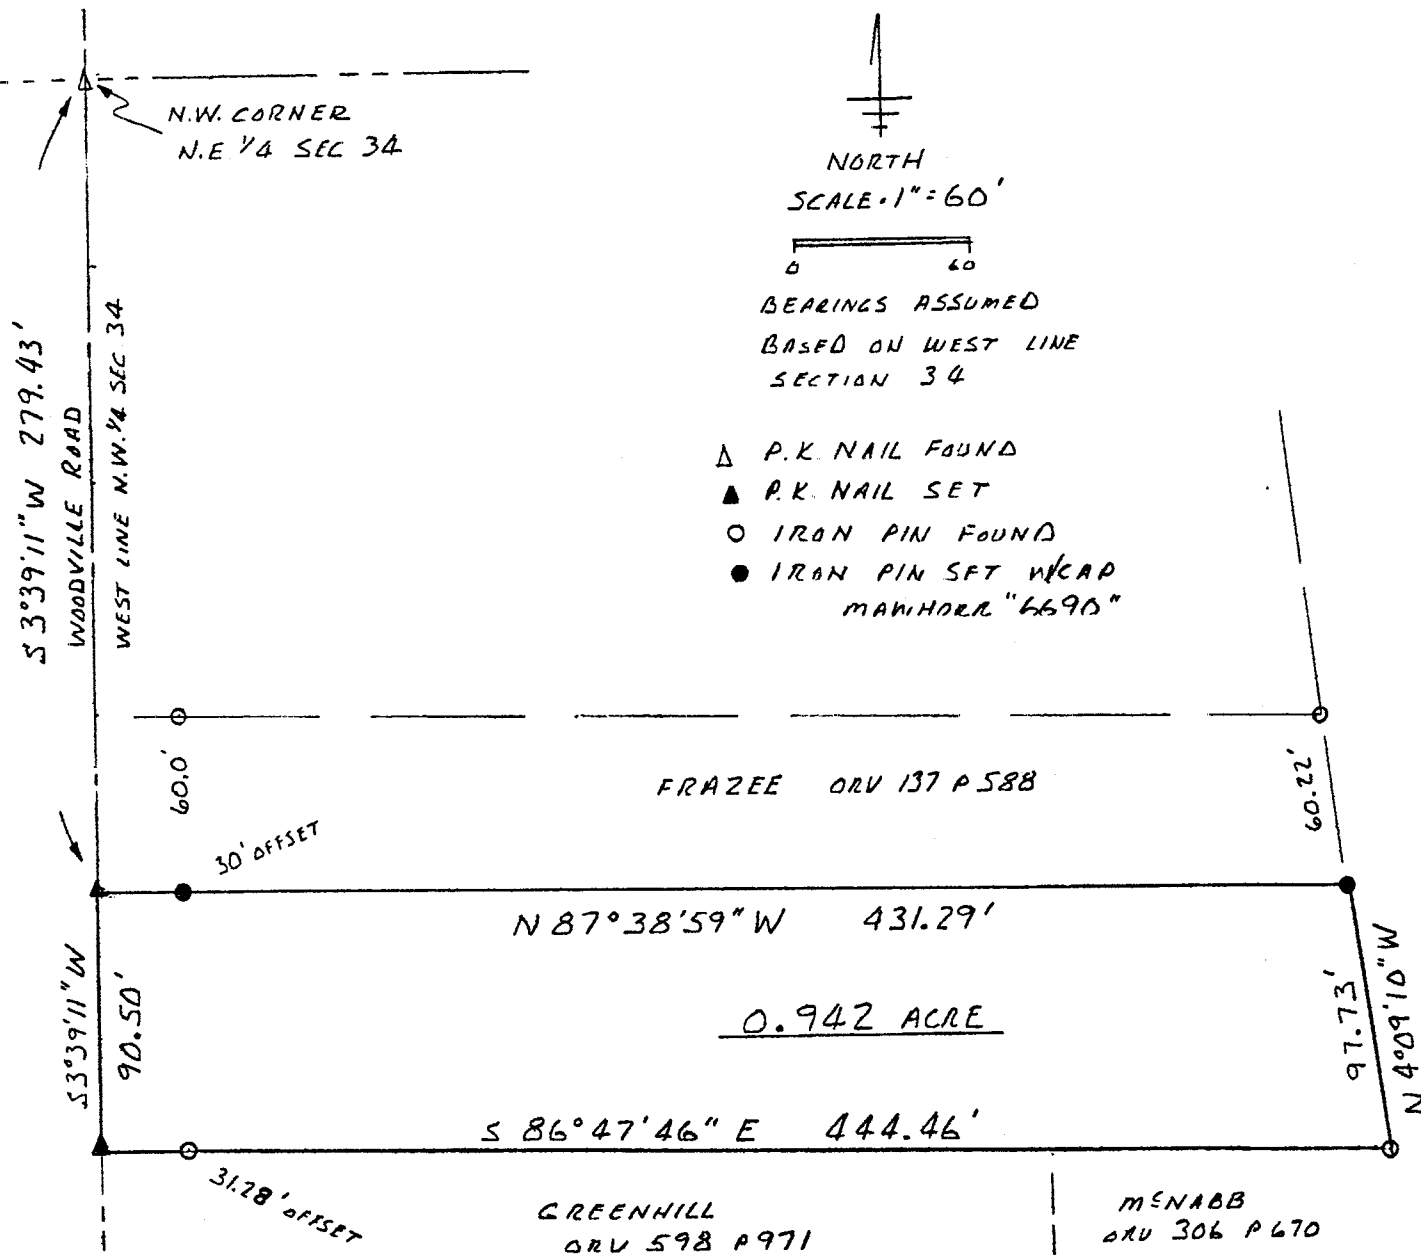 N.W. CORNER
N.E 1/4 SEC 34
NORTH
SCALE. 1" = 60'
0 60
BEARINGS ASSUMED
BASED ON WEST LINE
SECTION 34
S 3°39'11" W 279.43'
WOODVILLE ROAD
WEST LINE N.W. 1/4 SEC 34
P.K. NAIL FOUND
P.K. NAIL SET
IRON PIN FOUND
IRON PIN SET W/CAP
MAWHORR "6690"
60.0'
FRAZEE ORV 137 P 588
60.22'
30' OFFSET
N 87°38'59" W 431.29'
S 3°39'11" W
90.50'
0.942 ACRE
97.73'
N 4°09'10" W
S 86°47'46" E 444.46'
31.28' OFFSET
GREENHILL
ORV 598 P 971
McNABB
ORV 306 P 670